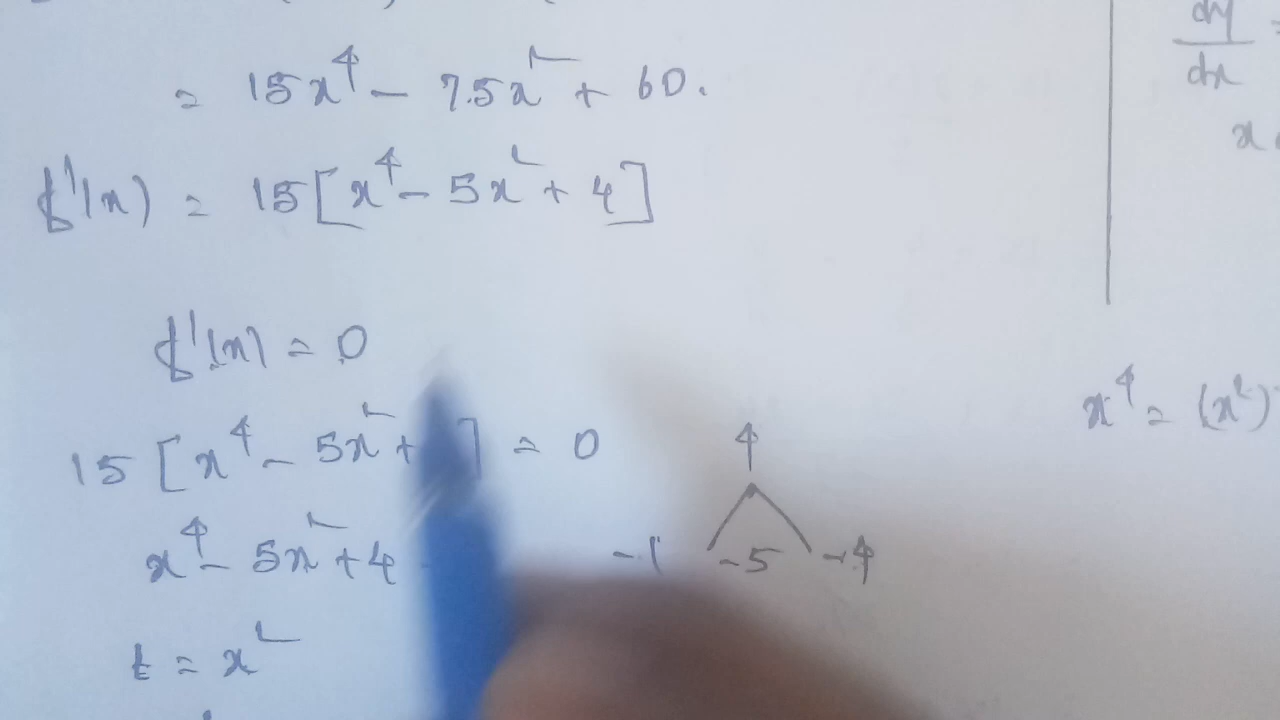 = 15x⁴ - 75x² + 60.
f'(x) = 15[x⁴ - 5x² + 4]
f'(x) = 0
15[x⁴ - 5x² + ] = 0
x⁴ - 5x² + 4
t = x²
4
-1 -5 -4
dy/dx =
x
x⁴ = (x²)